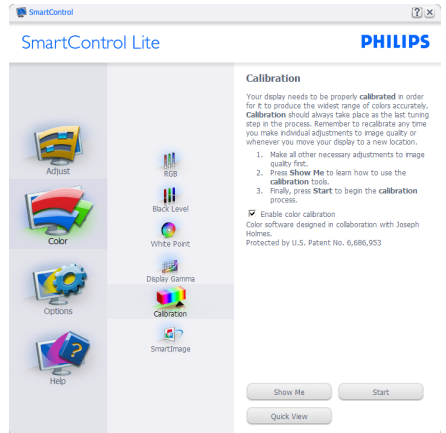 SmartControl
SmartControl Lite
PHILIPS
Adjust
Color
Options
Help
RGB
Black Level
White Point
Display Gamma
Calibration
SmartImage
Calibration
Your display needs to be properly calibrated in order
for it to produce the widest range of colors accurately.
Calibration should always take place as the last tuning
step in the process. Remember to recalibrate any time
you make individual adjustments to image quality or
whenever you move your display to a new location.
1. Make all other necessary adjustments to image
quality first.
2. Press Show Me to learn how to use the
calibration tools.
3. Finally, press Start to begin the calibration
process.
Enable color calibration
Color software designed in collaboration with Joseph
Holmes.
Protected by U.S. Patent No. 6,686,953
Show Me
Start
Quick View